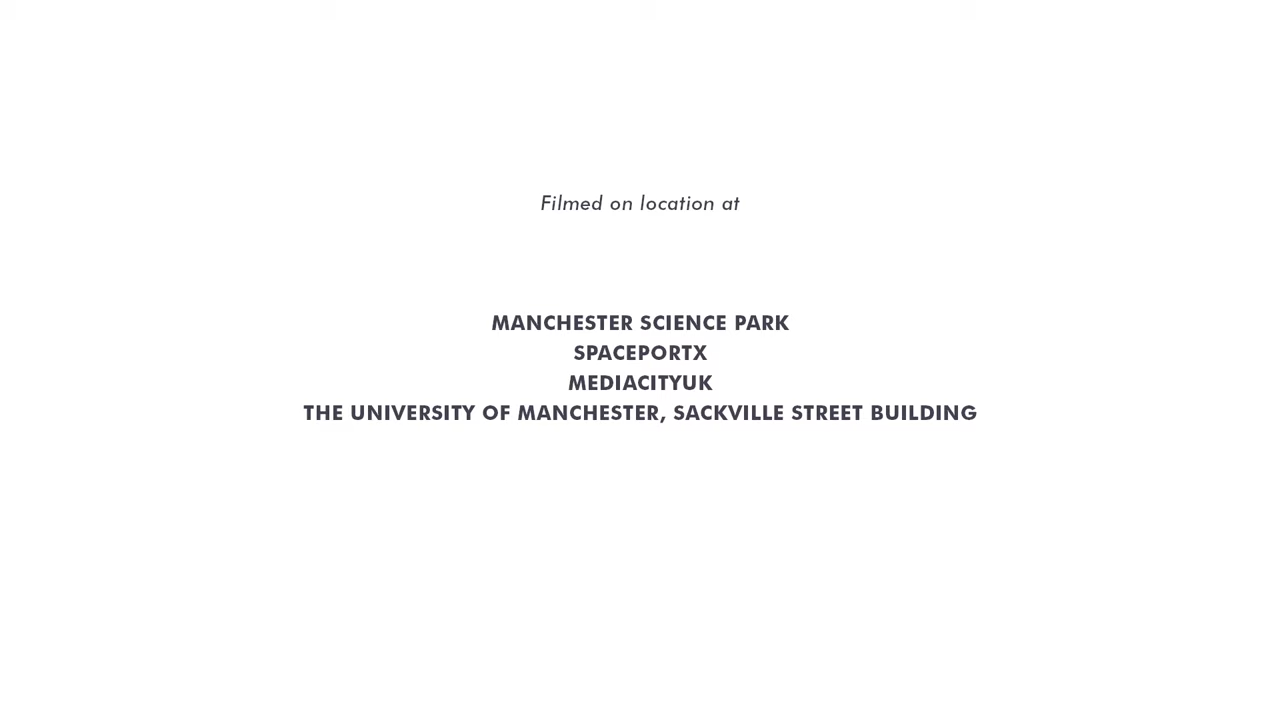 Filmed on location at
MANCHESTER SCIENCE PARK
SPACEPORTX
MEDIACITYUK
THE UNIVERSITY OF MANCHESTER, SACKVILLE STREET BUILDING